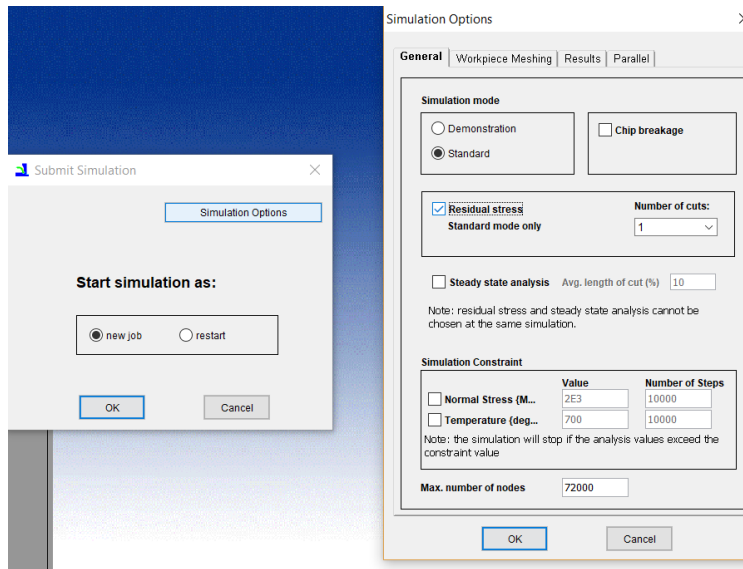 Submit Simulation
Simulation Options
Start simulation as:
new job
restart
OK
Cancel
Simulation Options
General
Workpiece Meshing
Results
Parallel
Simulation mode
Demonstration
Standard
Chip breakage
Residual stress
Standard mode only
Number of cuts:
1
Steady state analysis
Avg. length of cut (%)
10
Note: residual stress and steady state analysis cannot be
chosen at the same simulation.
Simulation Constraint
Value
Number of Steps
Normal Stress {M...
2E3
10000
Temperature {deg...
700
10000
Note: the simulation will stop if the analysis values exceed the
constraint value
Max. number of nodes
72000
OK
Cancel